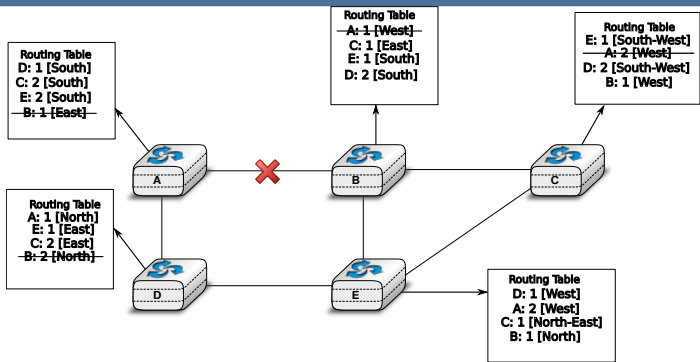 Routing Table
D: 1 [South]
C: 2 [South]
E: 2 [South]
B: 1 [East]
Routing Table
A: 1 [West]
C: 1 [East]
E: 1 [South]
D: 2 [South]
Routing Table
E: 1 [South-West]
A: 2 [West]
D: 2 [South-West]
B: 1 [West]
A
B
C
Routing Table
A: 1 [North]
E: 1 [East]
C: 2 [East]
B: 2 [North]
D
E
Routing Table
D: 1 [West]
A: 2 [West]
C: 1 [North-East]
B: 1 [North]